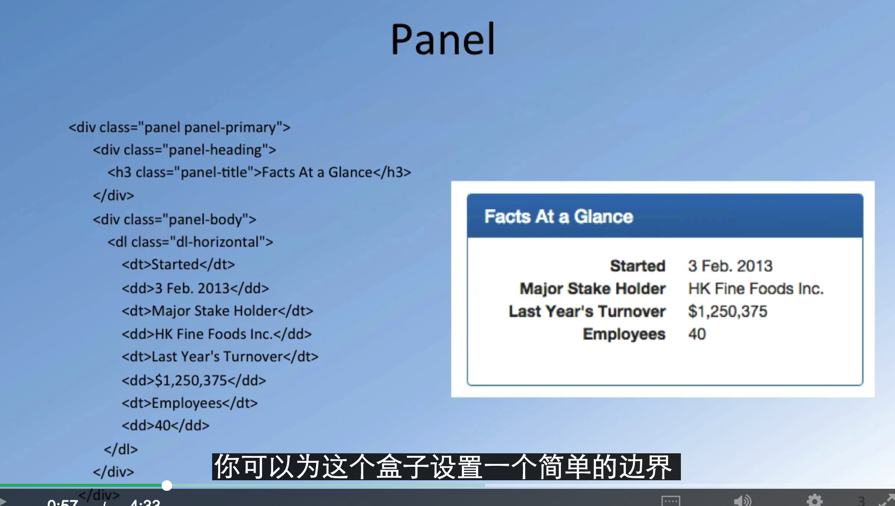 Panel
<div class="panel panel-primary">
<div class="panel-heading">
<h3 class="panel-title">Facts At a Glance</h3>
</div>
<div class="panel-body">
<dl class="dl-horizontal">
<dt>Started</dt>
<dd>3 Feb. 2013</dd>
<dt>Major Stake Holder</dt>
<dd>HK Fine Foods Inc.</dd>
<dt>Last Year's Turnover</dt>
<dd>$1,250,375</dd>
<dt>Employees</dt>
<dd>40</dd>
</dl>
</div>
</div>
Facts At a Glance
Started 3 Feb. 2013
Major Stake Holder HK Fine Foods Inc.
Last Year's Turnover $1,250,375
Employees 40
你可以为这个盒子设置一个简单的边界
0:57 / 4:33
3